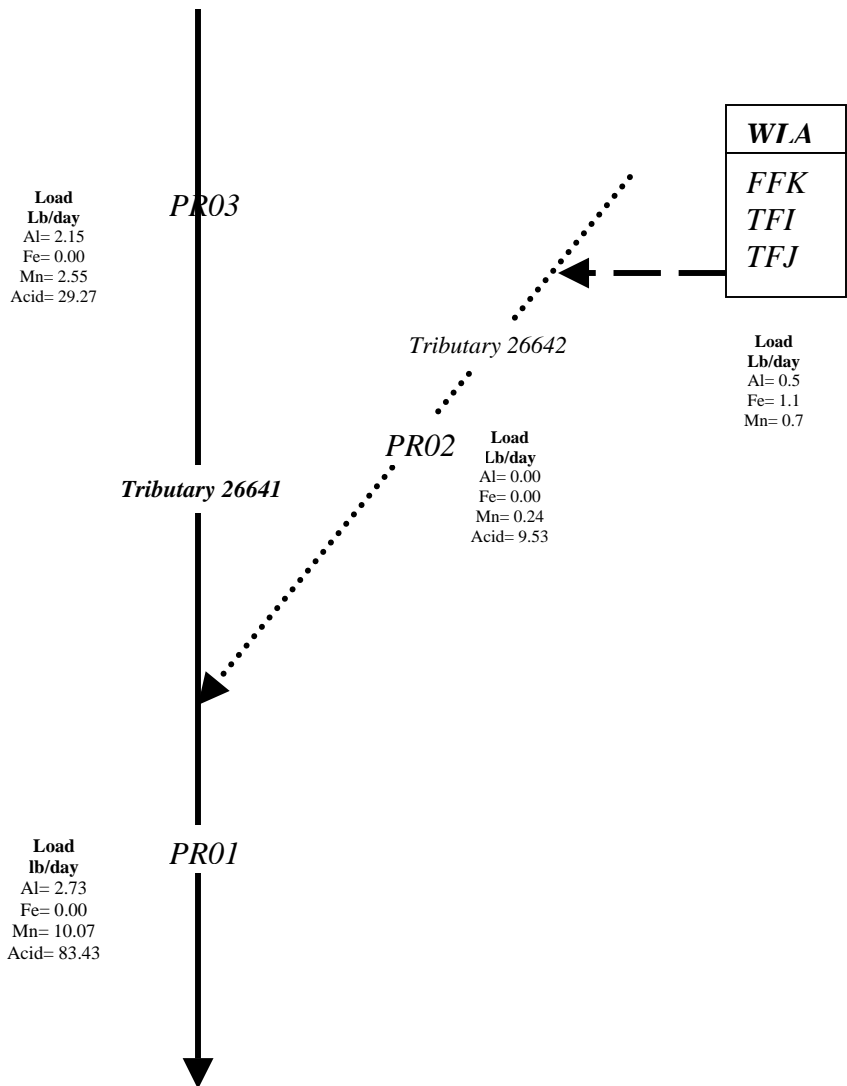 WLA
FFK
TFI
TFJ
Load
Lb/day
Al= 2.15
Fe= 0.00
Mn= 2.55
Acid= 29.27
PR03
Tributary 26642
Load
Lb/day
Al= 0.5
Fe= 1.1
Mn= 0.7
PR02
Load
Lb/day
Al= 0.00
Fe= 0.00
Mn= 0.24
Acid= 9.53
Tributary 26641
Load
lb/day
Al= 2.73
Fe= 0.00
Mn= 10.07
Acid= 83.43
PR01